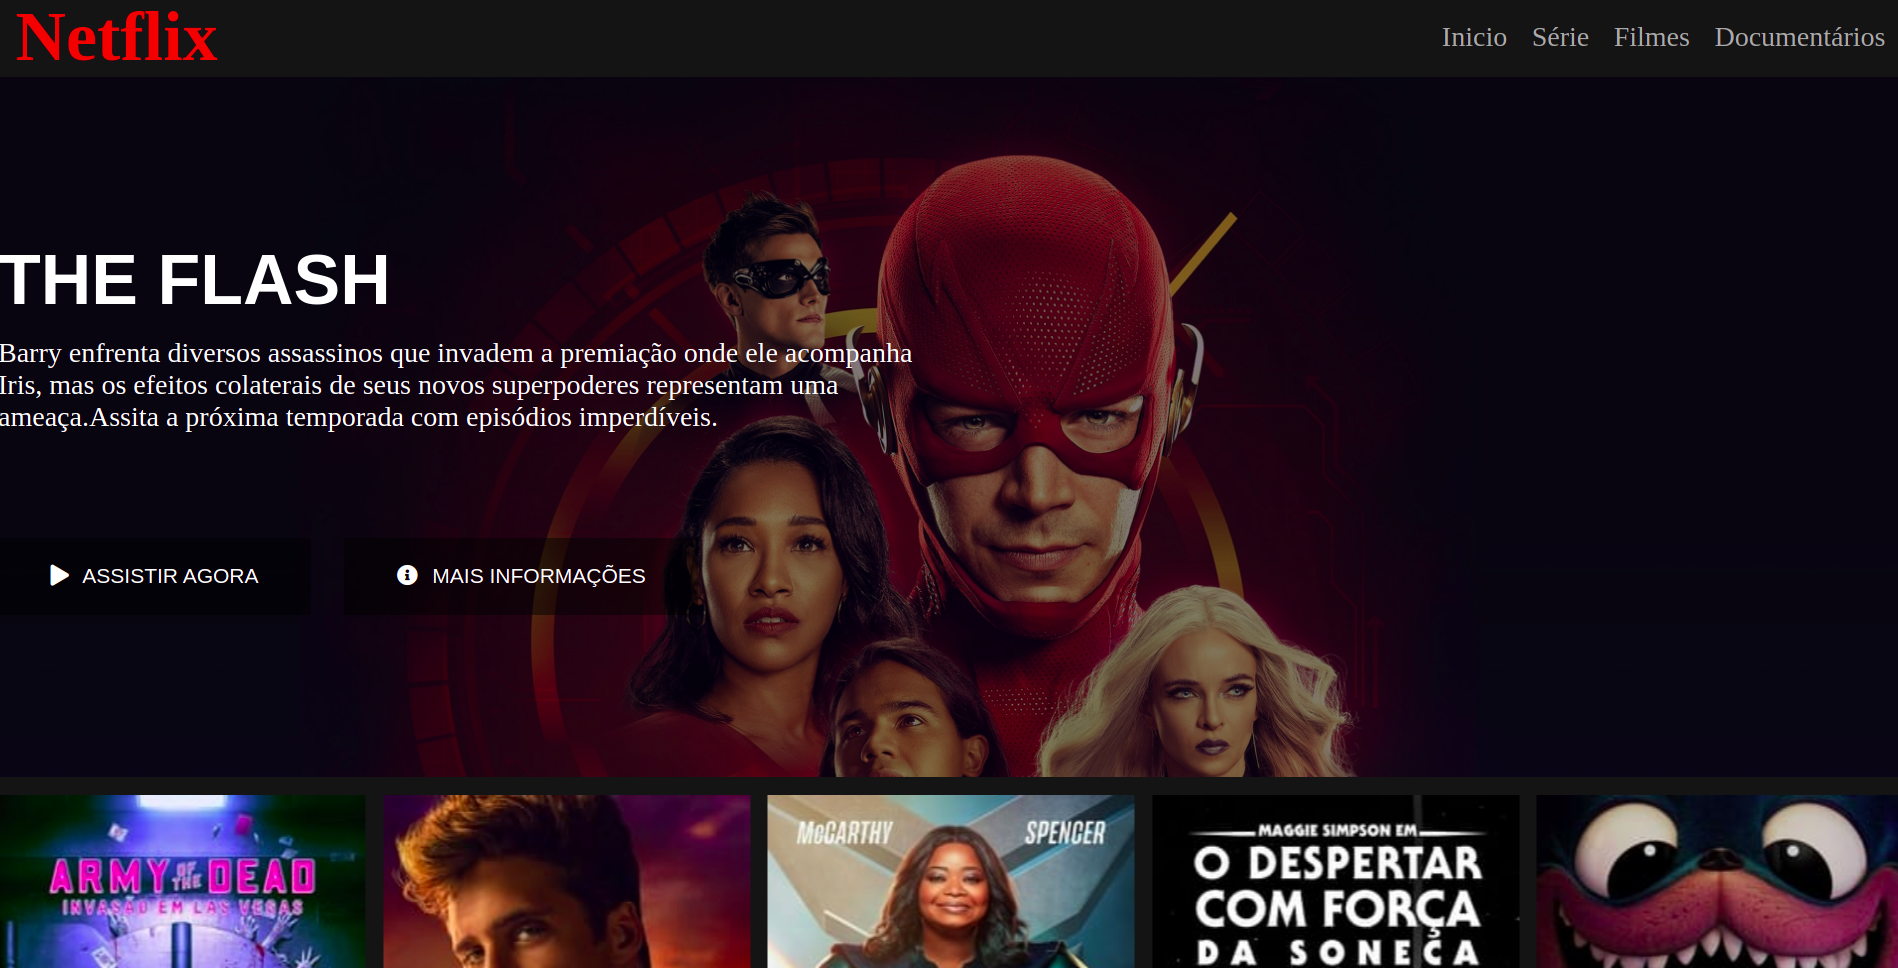 Netflix
Inicio Série Filmes Documentários
THE FLASH
Barry enfrenta diversos assassinos que invadem a premiação onde ele acompanha
Iris, mas os efeitos colaterais de seus novos superpoderes representam uma
ameaça.Assita a próxima temporada com episódios imperdíveis.
ASSISTIR AGORA
MAIS INFORMAÇÕES
ARMY OF THE DEAD
INVASÃO EM LAS VEGAS
McCARTHY SPENCER
MAGGIE SIMPSON EM
O DESPERTAR
COM FORÇA
DA SONECA